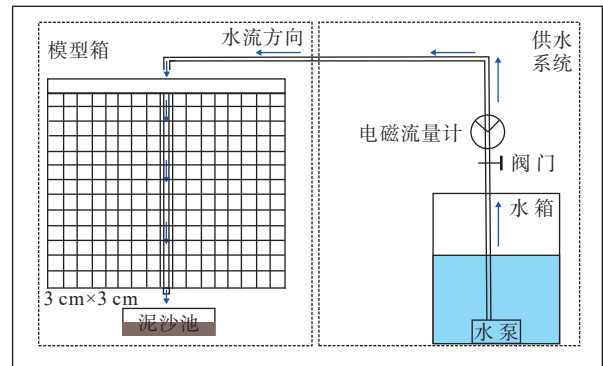 模型箱
水流方向
供水
系统
电磁流量计
阀门
水箱
3 cm×3 cm
泥沙池
水泵